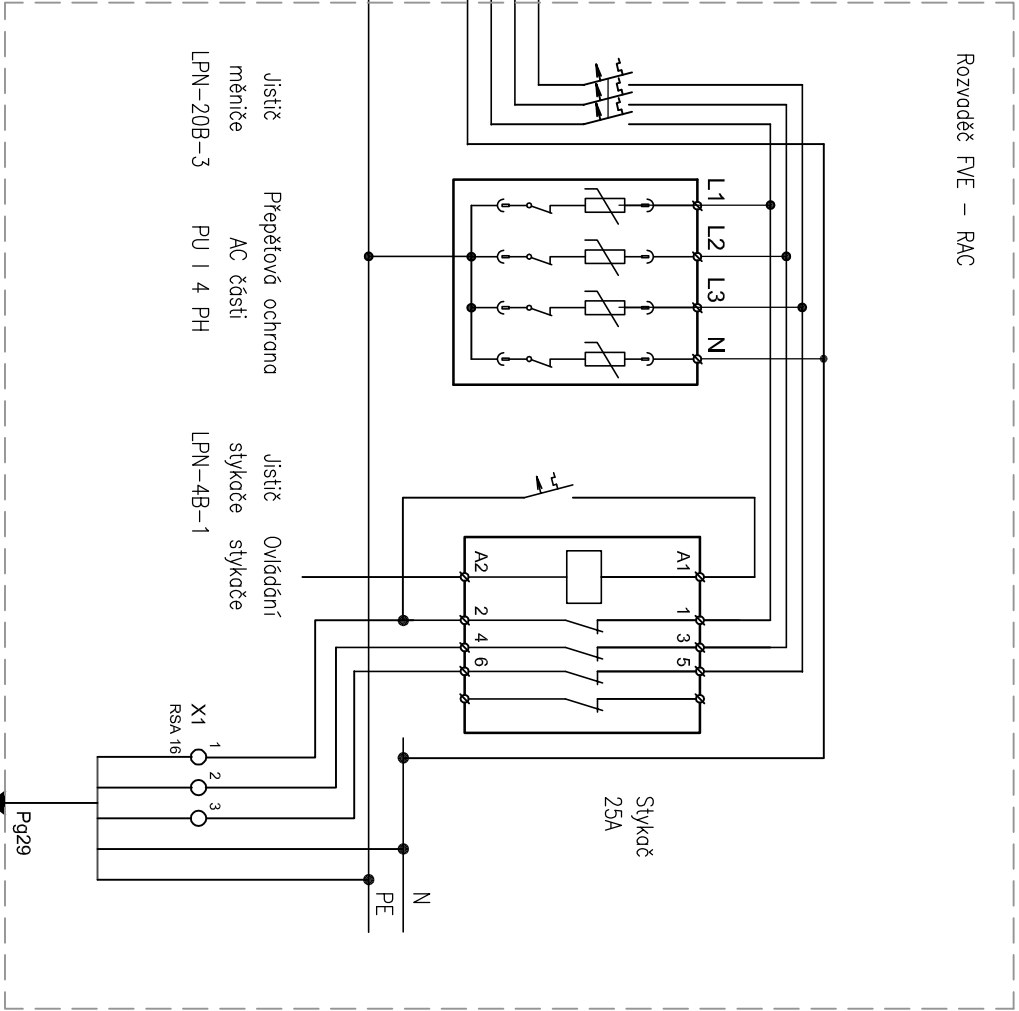 Rozvaděč FVE – RAC
L1
L2
L3
N
Jistič
měniče
LPN–20B–3
Přepěťová ochrana
AC části
PU I 4 PH
Jistič
stykače
LPN–4B–1
Ovládání
stykače
A1
1
3
5
A2
2
4
6
Stykač
25A
X1
RSA 16
1
2
3
N
PE
Pg29